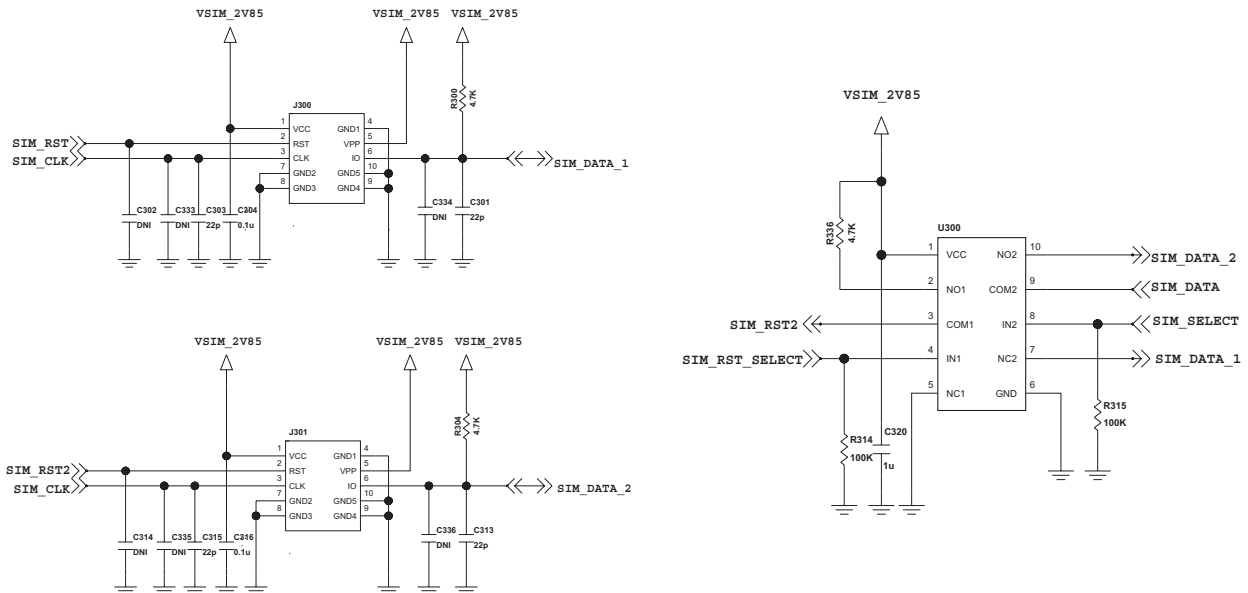 VSIM_2V85 VSIM_2V85 VSIM_2V85
R300 4.7K
J300
1 VCC GND1 4
2 RST VPP 5
3 CLK IO 6
7 GND2 GND5 10
8 GND3 GND4 9
SIM_RST
SIM_CLK
SIM_DATA_1
C302 DNI
C333 DNI
C303 22p
C304 0.1u
C334 DNI
C301 22p
VSIM_2V85 VSIM_2V85 VSIM_2V85
R304 4.7K
J301
1 VCC GND1 4
2 RST VPP 5
3 CLK IO 6
7 GND2 GND5 10
8 GND3 GND4 9
SIM_RST2
SIM_CLK
SIM_DATA_2
C314 DNI
C335 DNI
C315 22p
C316 0.1u
C336 DNI
C313 22p
VSIM_2V85
R336 4.7K
U300
1 VCC NO2 10
2 NO1 COM2 9
3 COM1 IN2 8
4 IN1 NC2 7
5 NC1 GND 6
SIM_DATA_2
SIM_DATA
SIM_RST2
SIM_SELECT
SIM_RST_SELECT
SIM_DATA_1
R314 100K
C320 1u
R315 100K